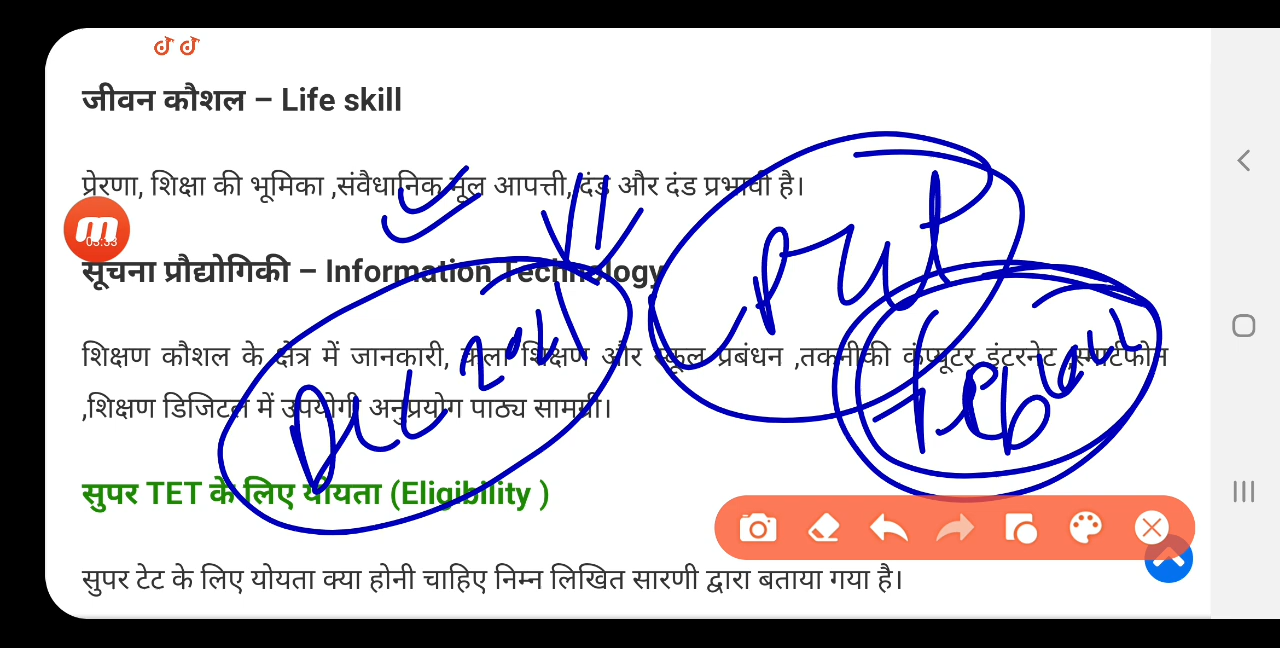 जीवन कौशल – Life skill
प्रेरणा, शिक्षा की भूमिका ,संवैधानिक मूल आपत्ती, दंड और दंड प्रभावी है।
03:33
सूचना प्रौद्योगिकी – Information Technology
शिक्षण कौशल के क्षेत्र में जानकारी, कला शिक्षण और स्कूल प्रबंधन ,तकनीकी कंप्यूटर इंटरनेट ,स्मार्टफोन
,शिक्षण डिजिटल में उपयोगी अनुप्रयोग पाठ्य सामग्री।
सुपर TET के लिए योयता (Eligibility )
सुपर टेट के लिए योयता क्या होनी चाहिए निम्न लिखित सारणी द्वारा बताया गया है।